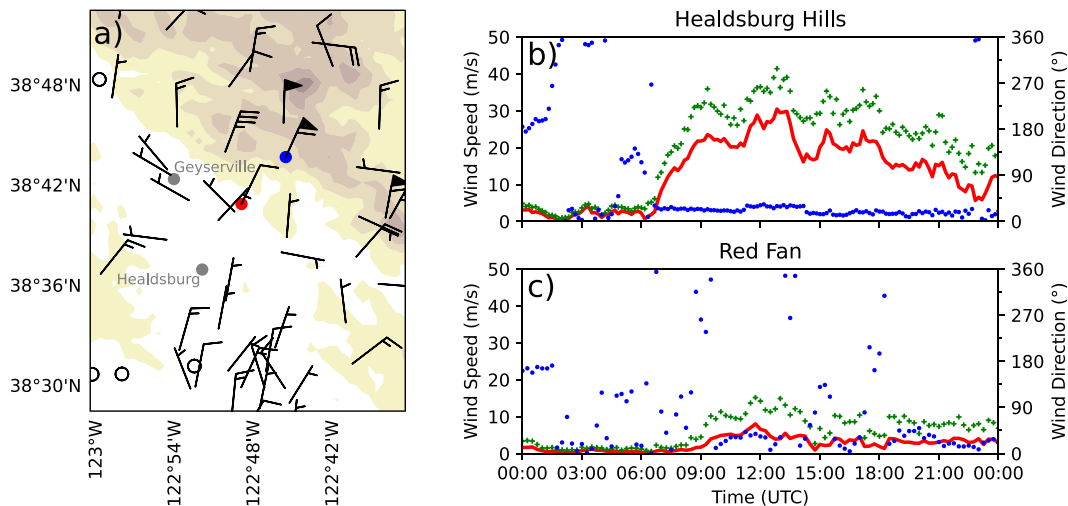 a)
38°48'N
38°42'N
38°36'N
38°30'N
Geyserville
Healdsburg
123°W
122°54'W
122°48'W
122°42'W
Healdsburg Hills
b)
50
40
30
20
10
0
Wind Speed (m/s)
360
270
180
90
0
Wind Direction (°)
Red Fan
c)
50
40
30
20
10
0
Wind Speed (m/s)
360
270
180
90
0
Wind Direction (°)
00:00 03:00 06:00 09:00 12:00 15:00 18:00 21:00 00:00
Time (UTC)